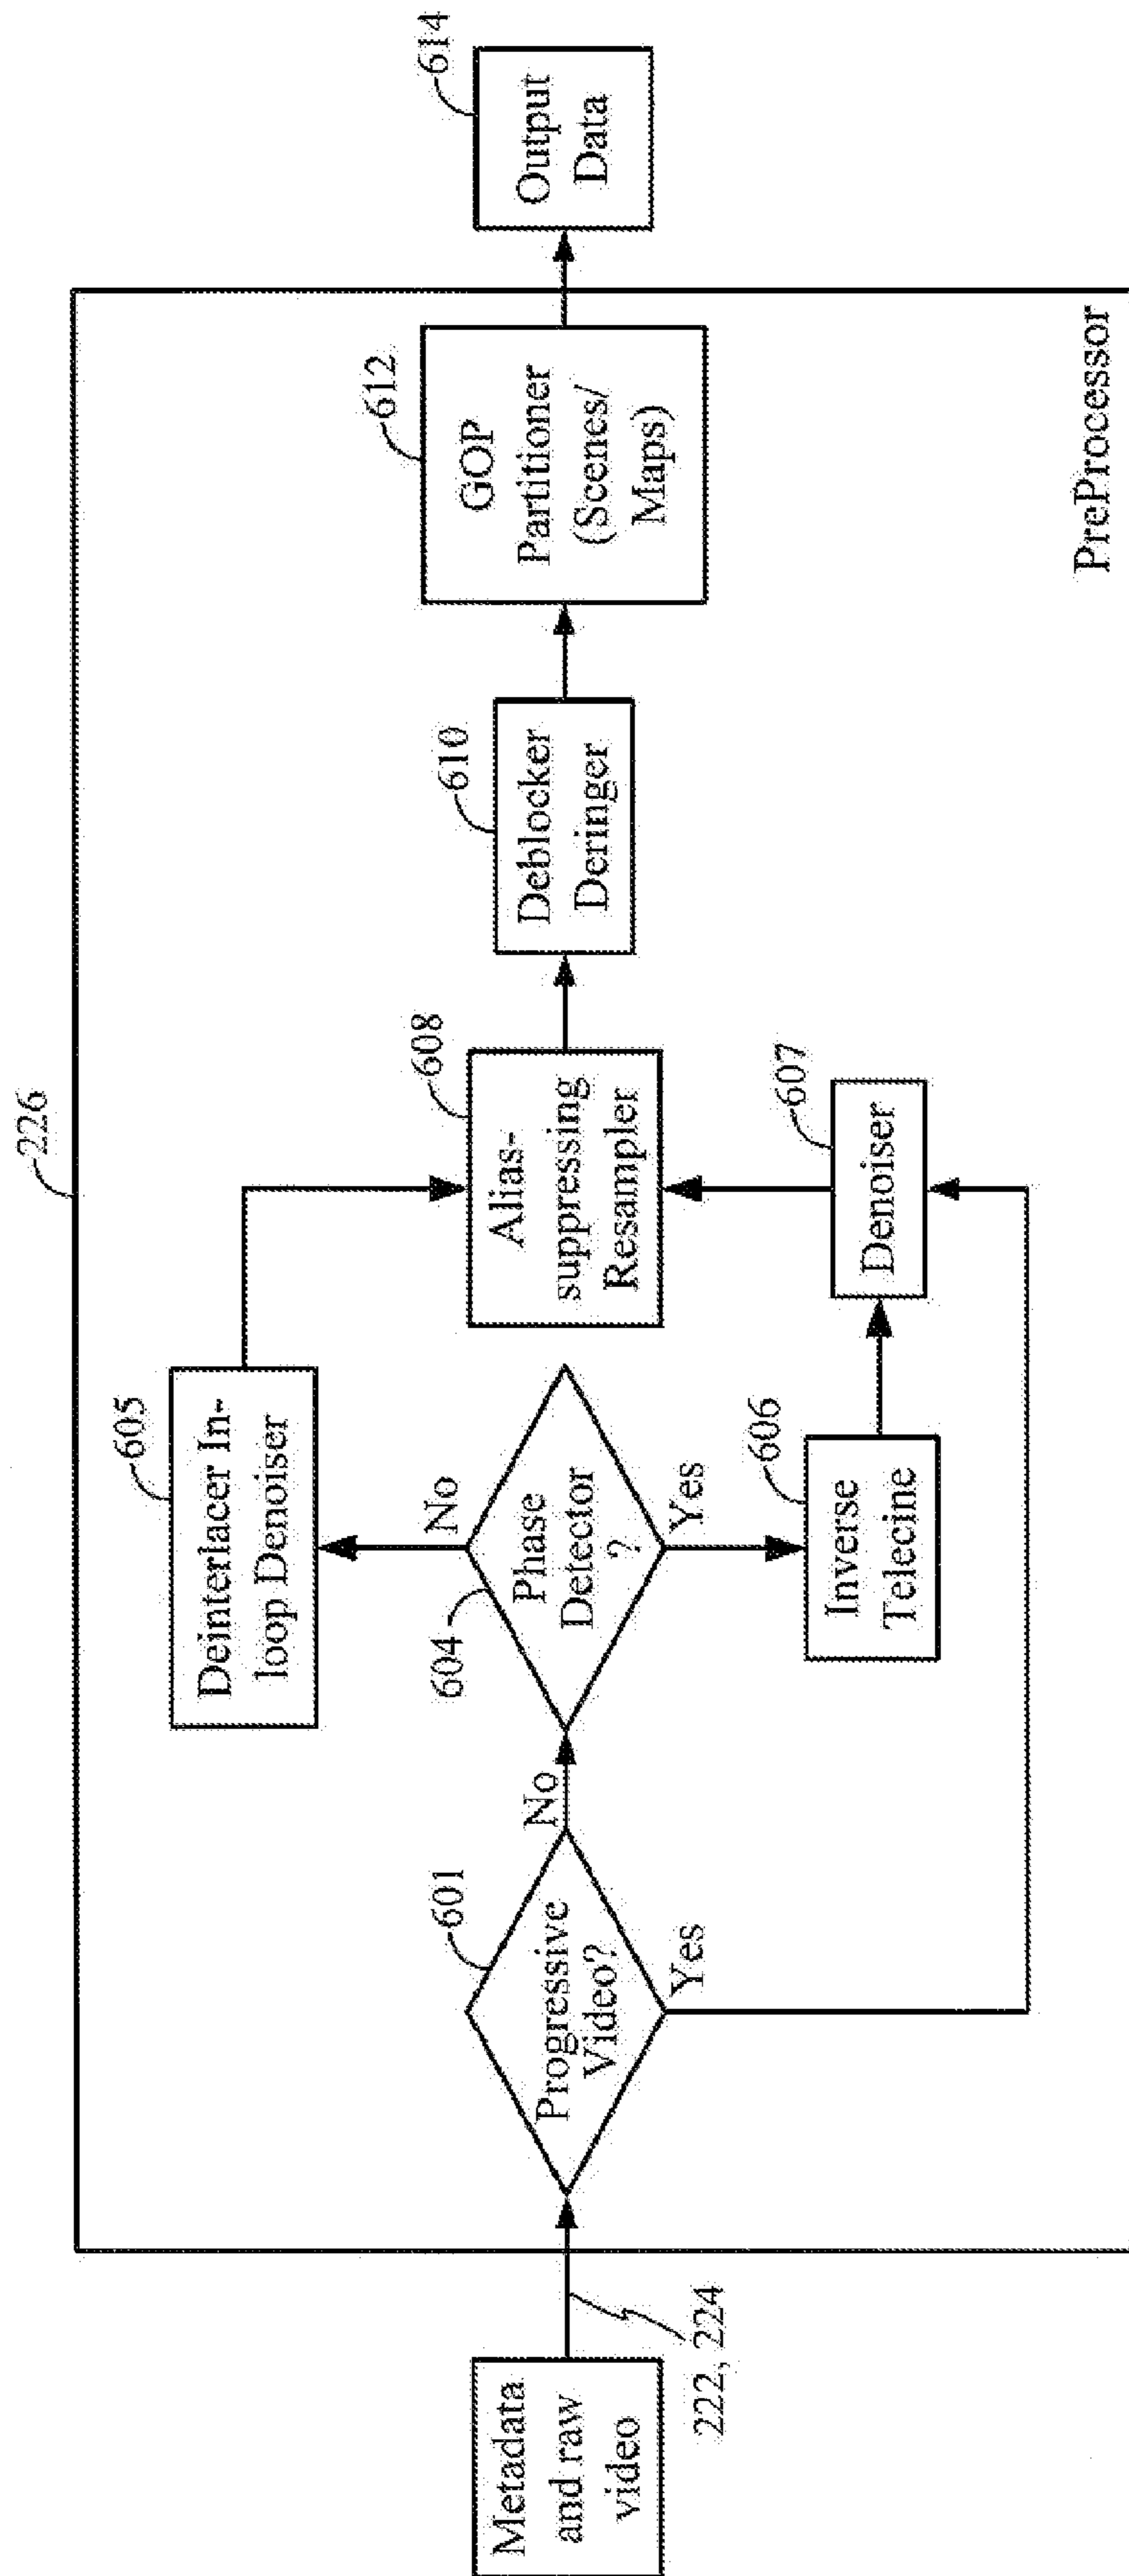 226
Metadata
and raw
video
222, 224
Progressive
Video?
601
No
Yes
Phase
Detector
?
604
No
Yes
Deinterlacer In-
loop Denoiser
605
Inverse
Telecine
606
Denoiser
607
Alias-
suppressing
Resampler
608
Deblocker
Deringer
610
GOP
Partitioner
(Scenes/
Maps)
612
PreProcessor
Output
Data
614